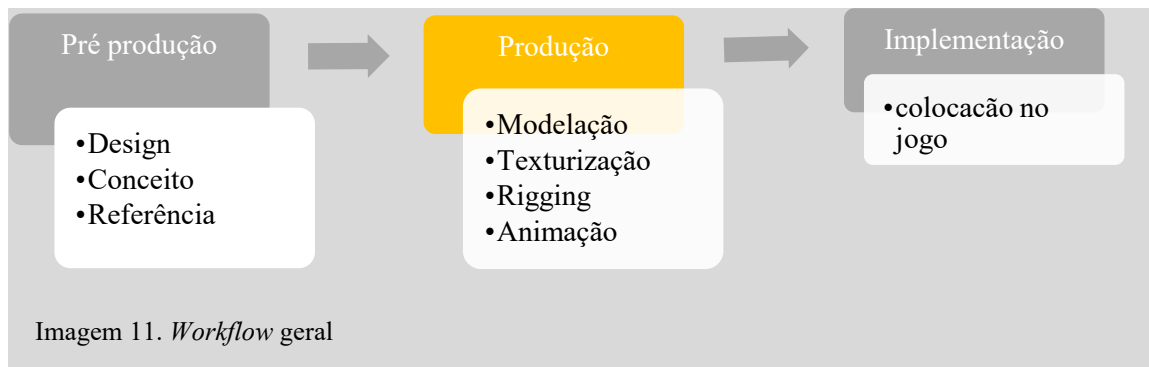 Pré produção
•Design
•Conceito
•Referência
Produção
•Modelação
•Texturização
•Rigging
•Animação
Implementação
•colocacão no
jogo
Imagem 11. Workflow geral